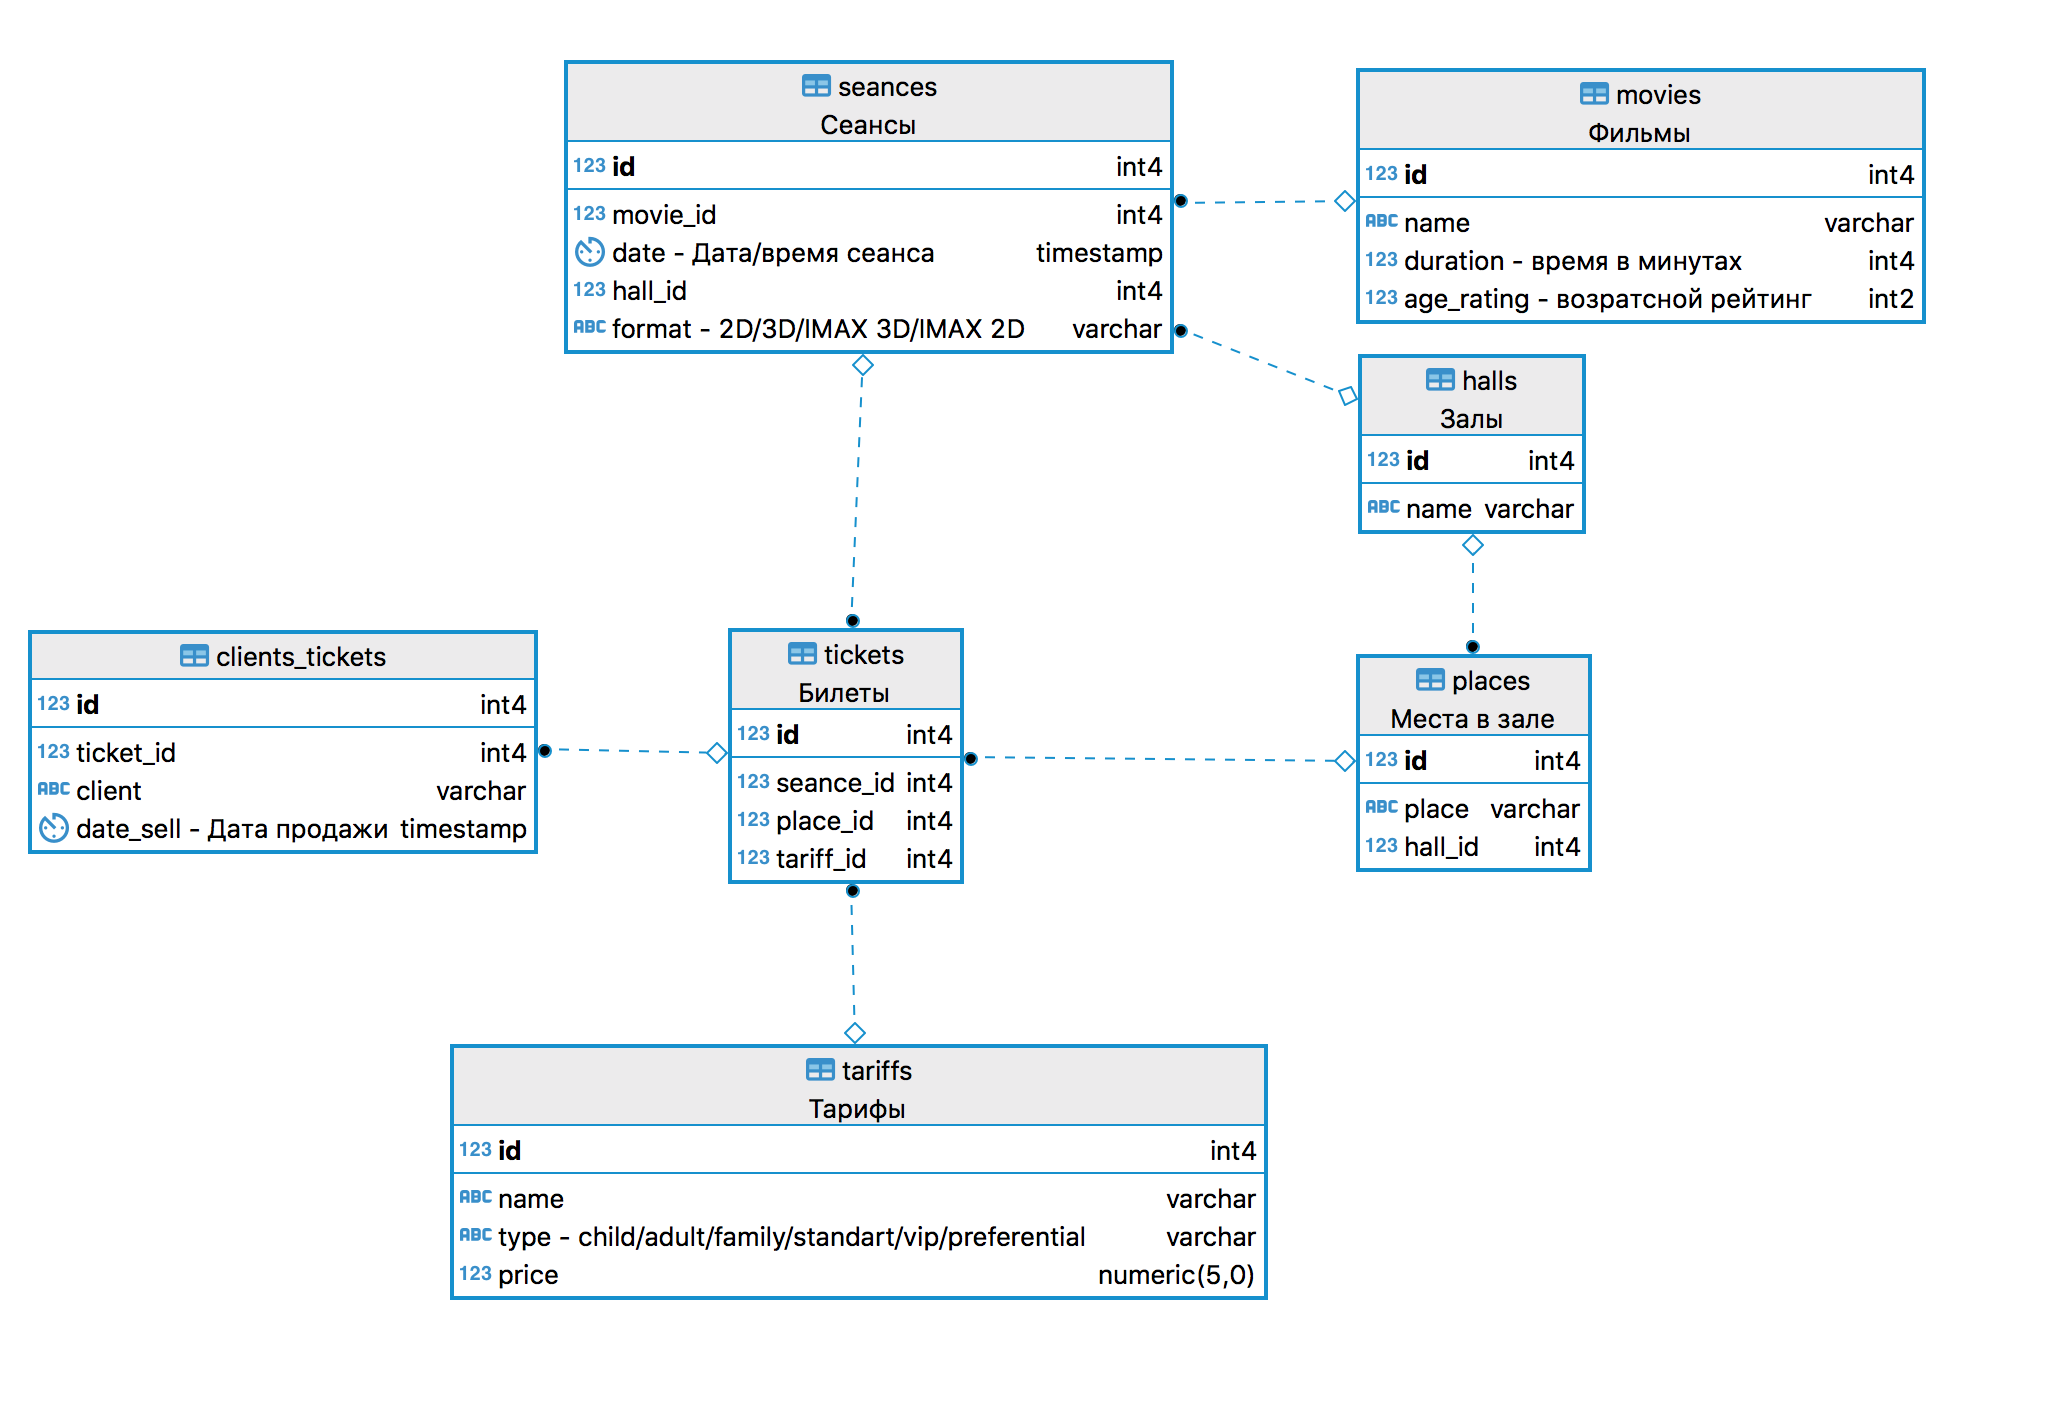 seances
Сеансы
123 id int4
123 movie_id int4
date - Дата/время сеанса timestamp
123 hall_id int4
ABC format - 2D/3D/IMAX 3D/IMAX 2D varchar
movies
Фильмы
123 id int4
ABC name varchar
123 duration - время в минутах int4
123 age_rating - возратсной рейтинг int2
halls
Залы
123 id int4
ABC name varchar
clients_tickets
123 id int4
123 ticket_id int4
ABC client varchar
date_sell - Дата продажи timestamp
tickets
Билеты
123 id int4
123 seance_id int4
123 place_id int4
123 tariff_id int4
places
Места в зале
123 id int4
ABC place varchar
123 hall_id int4
tariffs
Тарифы
123 id int4
ABC name varchar
ABC type - child/adult/family/standart/vip/preferential varchar
123 price numeric(5,0)